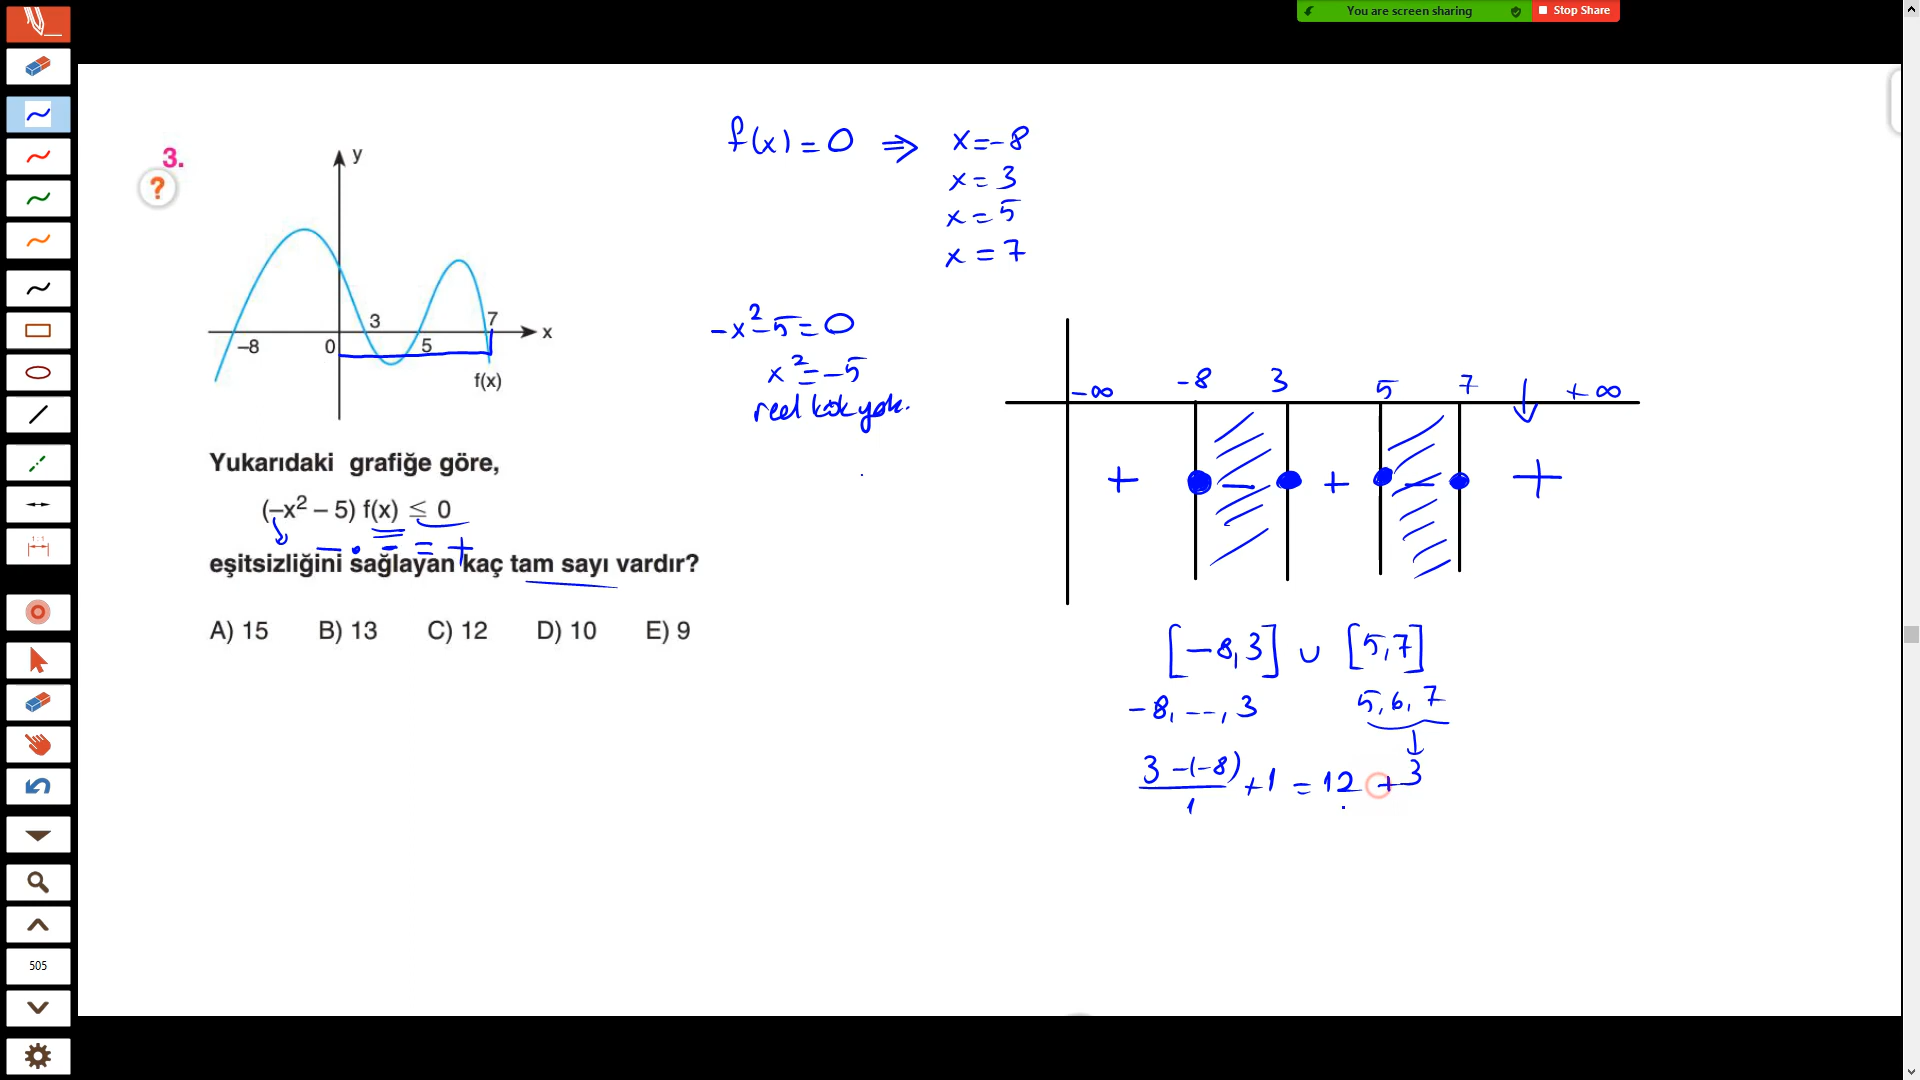 You are screen sharing
Stop Share
3.
?
y
x
3
7
-8
0
5
f(x)
Yukarıdaki grafiğe göre,
(–x² – 5) f(x) ≤ 0
- . - = +
eşitsizliğini sağlayan kaç tam sayı vardır?
A) 15 B) 13 C) 12 D) 10 E) 9
f(x) = 0 ⇒ x = -8
x = 3
x = 5
x = 7
-x² - 5 = 0
x² = -5
reel kök yok.
-∞ -8 3 5 7 +∞
+ - + - +
[-8,3] ∪ [5,7]
-8, --, 3 5, 6, 7
3 - (-8) / 1 + 1 = 12 + 3
1:1
505